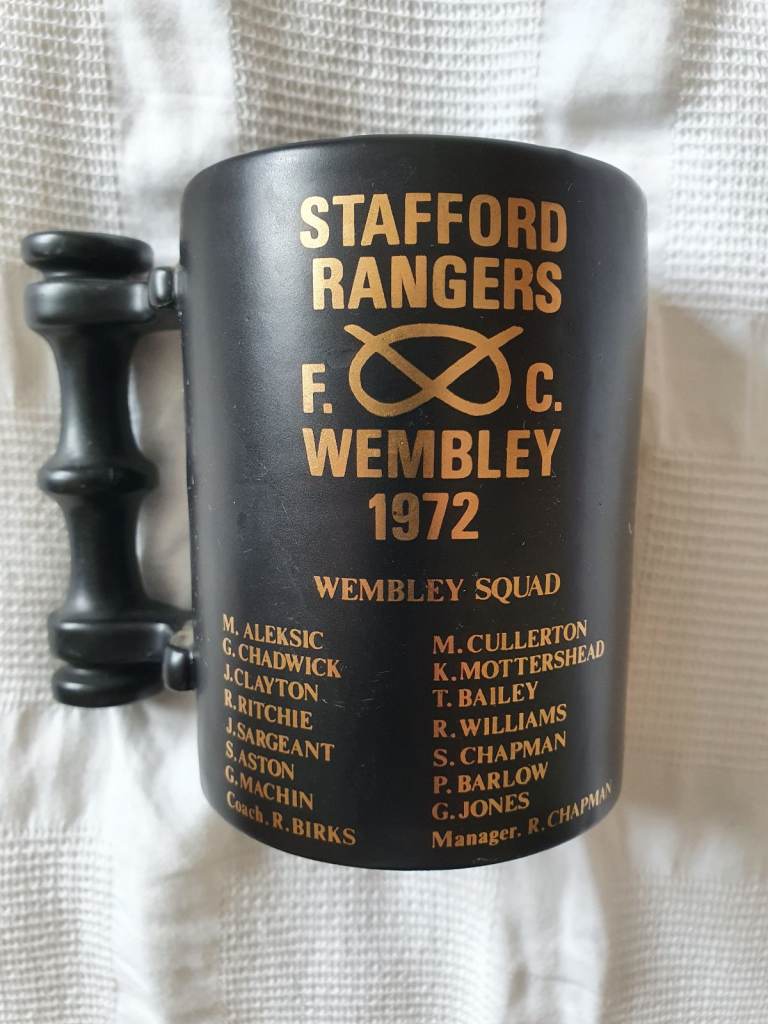 STAFFORD
RANGERS
F. C.
WEMBLEY
1972
WEMBLEY SQUAD
M. ALEKSIC
G. CHADWICK
J. CLAYTON
R. RITCHIE
J. SARGEANT
S. ASTON
G. MACHIN
Coach. R. BIRKS
M. CULLERTON
K. MOTTERSHEAD
T. BAILEY
R. WILLIAMS
S. CHAPMAN
P. BARLOW
G. JONES
Manager. R. CHAPMAN